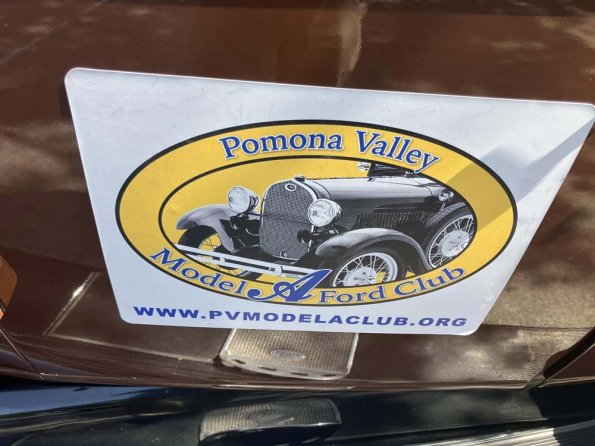 Pomona Valley
Model A Ford Club
WWW.PVMODELACLUB.ORG